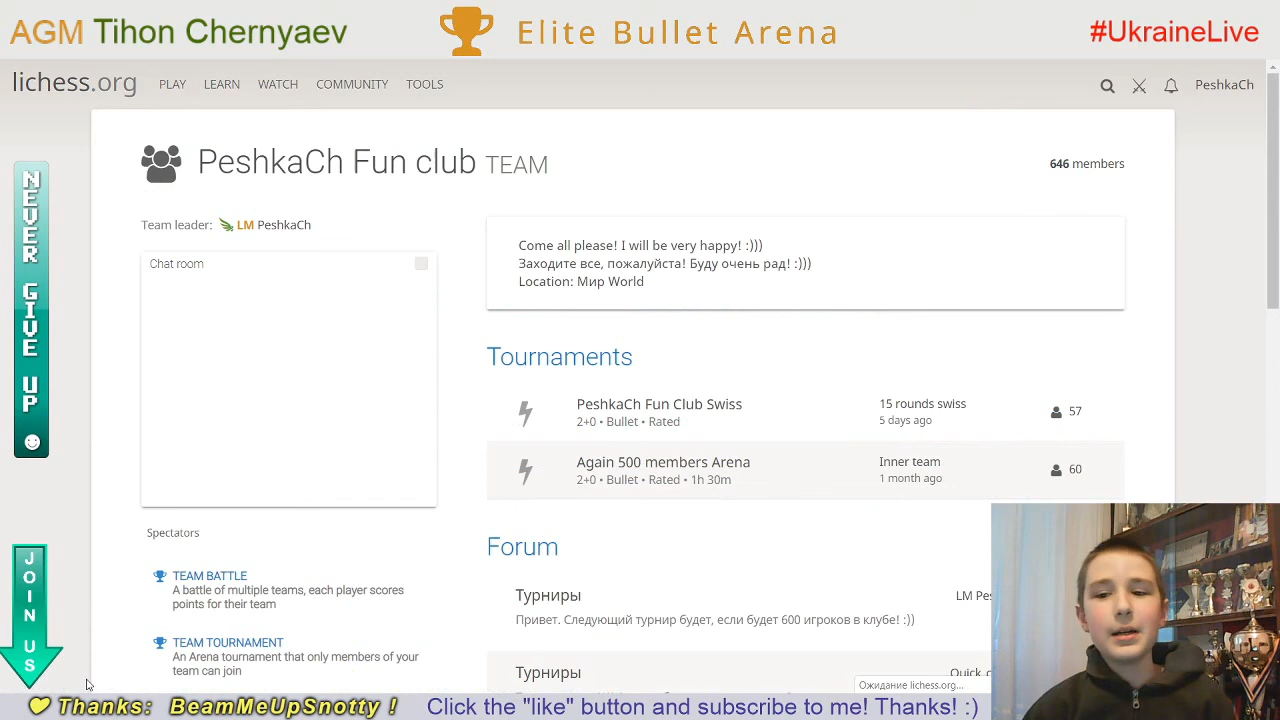 AGM Tihon Chernyaev
Elite Bullet Arena
#UkraineLive
lichess.org
PLAY
LEARN
WATCH
COMMUNITY
TOOLS
PeshkaCh
NEVER GIVE UP
PeshkaCh Fun club TEAM
646 members
Team leader: LM PeshkaCh
Chat room
Come all please! I will be very happy! :)))
Заходите все, пожалуйста! Буду очень рад! :)))
Location: Мир World
Tournaments
PeshkaCh Fun Club Swiss
2+0 • Bullet • Rated
15 rounds swiss
5 days ago
57
Again 500 members Arena
2+0 • Bullet • Rated • 1h 30m
Inner team
1 month ago
60
Spectators
TEAM BATTLE
A battle of multiple teams, each player scores
points for their team
TEAM TOURNAMENT
An Arena tournament that only members of your
team can join
Forum
Турниры
LM Pes
Привет. Следующий турнир будет, если будет 600 игроков в клубе! :))
Турниры
Ожидание lichess.org...
JOIN US
Thanks: BeamMeUpSnotty !
Click the "like" button and subscribe to me! Thanks! :)